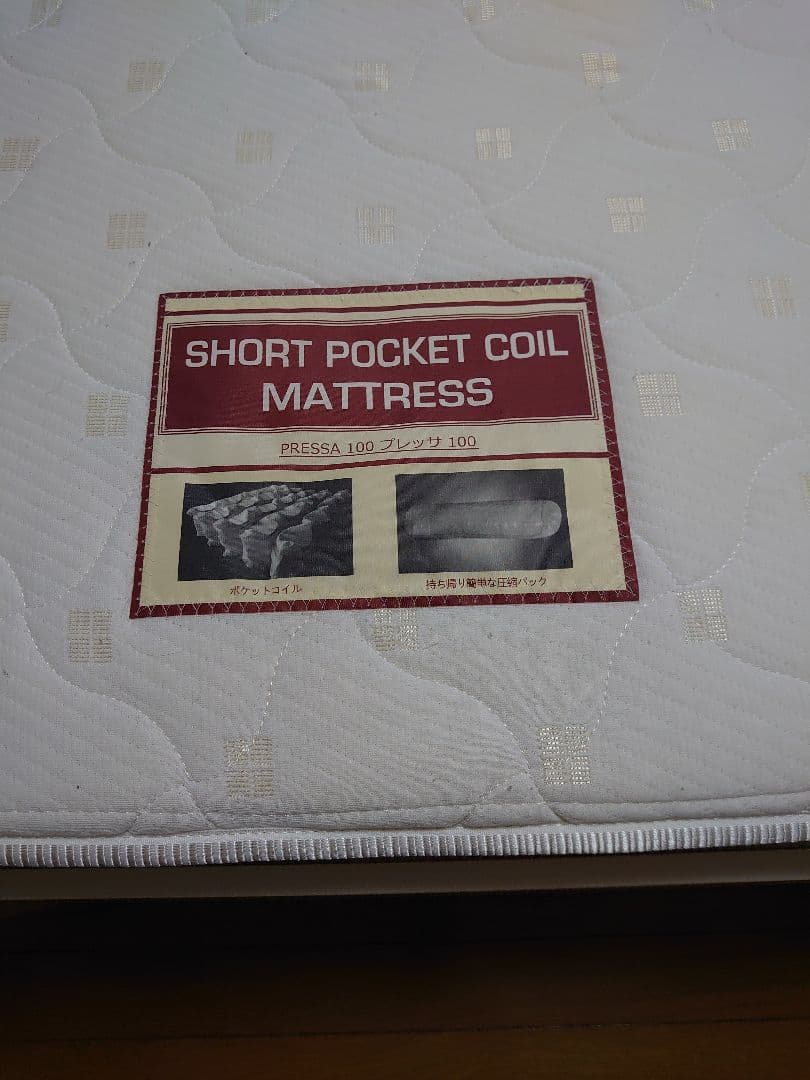 SHORT POCKET COIL
MATTRESS
PRESSA 100 プレッサ 100
ポケットコイル
持ち帰り簡単な圧縮パック